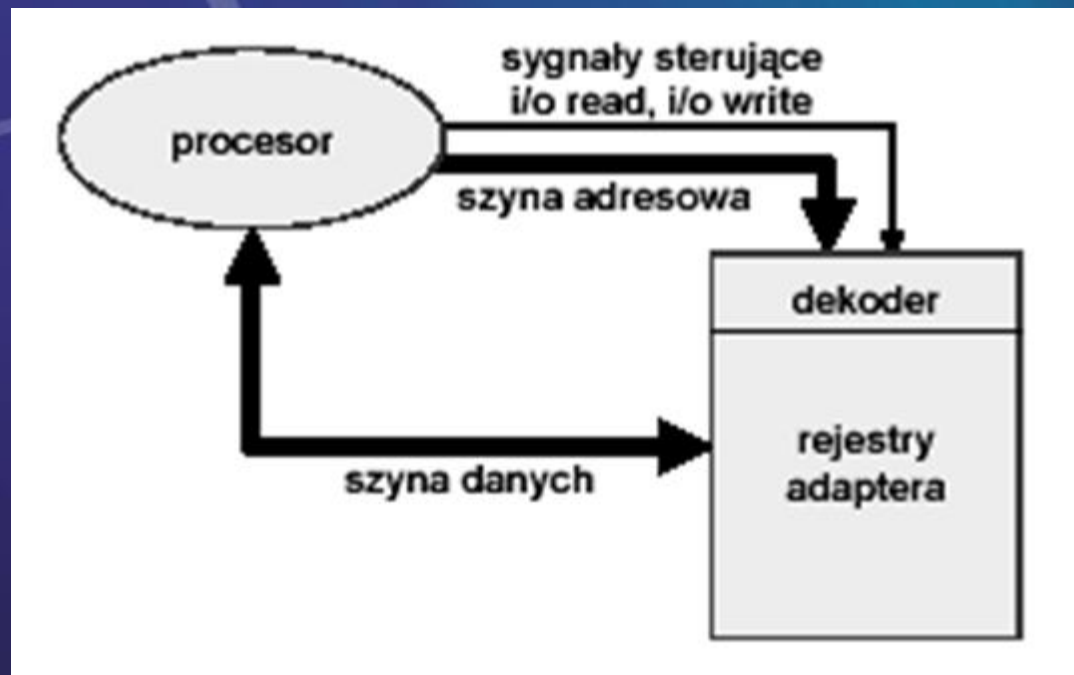 sygnały sterujące
i/o read, i/o write
procesor
szyna adresowa
dekoder
rejestry
adaptera
szyna danych